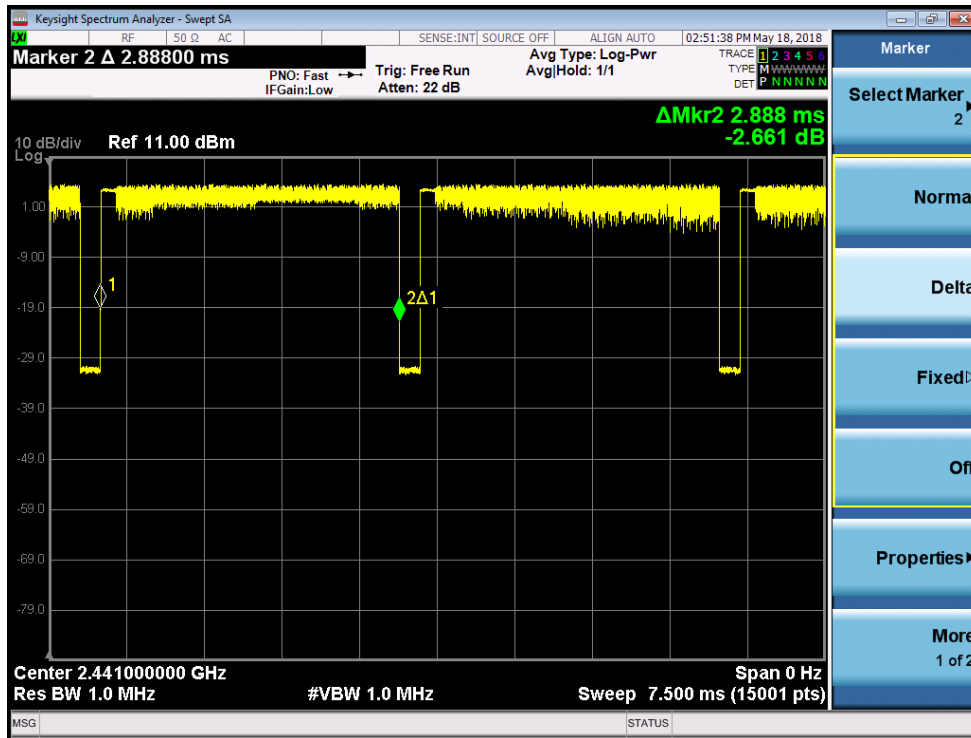 Keysight Spectrum Analyzer - Swept SA
LXI RF 50 Ω AC SENSE:INT SOURCE OFF ALIGN AUTO 02:51:38 PM May 18, 2018
Marker 2 Δ 2.88800 ms
PNO: Fast
IFGain:Low
Trig: Free Run
Atten: 22 dB
Avg Type: Log-Pwr
Avg|Hold: 1/1
TRACE 1 2 3 4 5 6
TYPE M W W W W W
DET P N N N N N
ΔMkr2 2.888 ms
-2.661 dB
10 dB/div Ref 11.00 dBm
Log
1.00
-9.00
-19.0
-29.0
-39.0
-49.0
-59.0
-69.0
-79.0
1
2Δ1
Center 2.441000000 GHz Span 0 Hz
Res BW 1.0 MHz #VBW 1.0 MHz Sweep 7.500 ms (15001 pts)
MSG STATUS
Marker
Select Marker
2
Norma
Delta
Fixed
Off
Properties
More
1 of 2